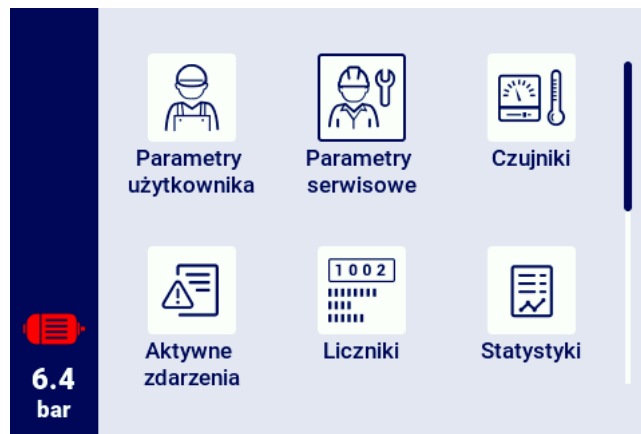 Parametry
użytkownika
Parametry
serwisowe
Czujniki
1002
Aktywne
zdarzenia
Liczniki
Statystyki
6.4
bar